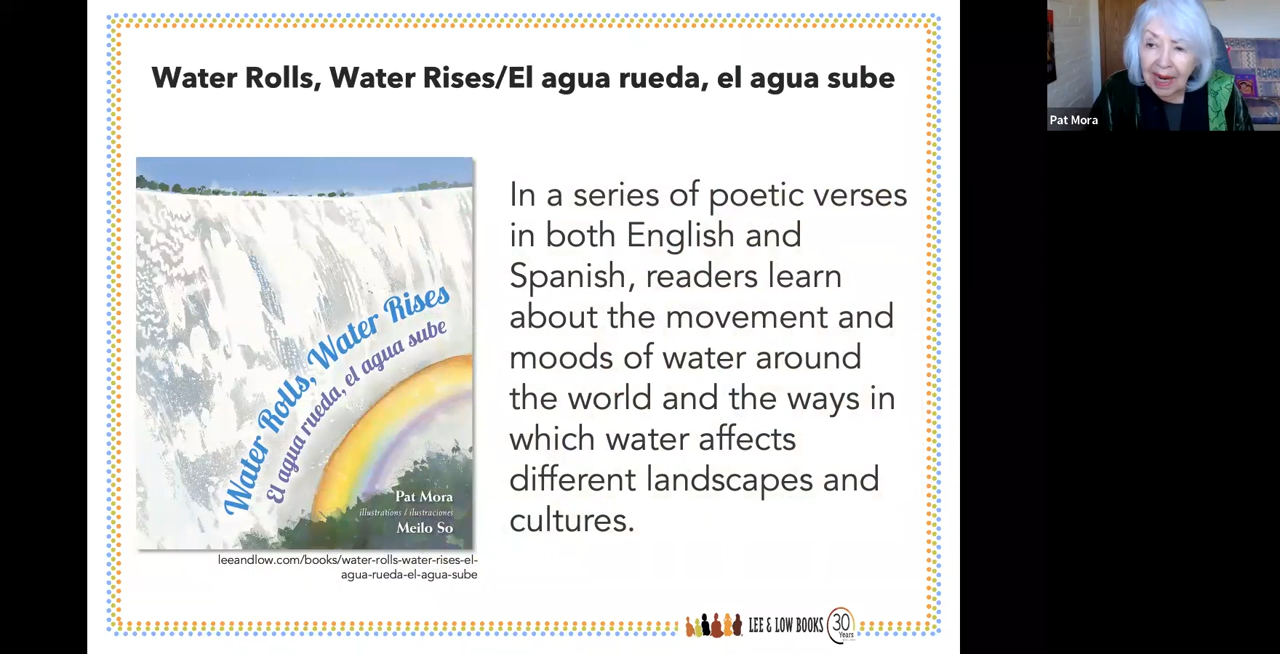 Water Rolls, Water Rises/El agua rueda, el agua sube
Pat Mora
Water Rolls, Water Rises
El agua rueda, el agua sube
Pat Mora
illustrations / ilustraciones
Meilo So
leeandlow.com/books/water-rolls-water-rises-el-
agua-rueda-el-agua-sube
In a series of poetic verses
in both English and
Spanish, readers learn
about the movement and
moods of water around
the world and the ways in
which water affects
different landscapes and
cultures.
LEE & LOW BOOKS
30
Years